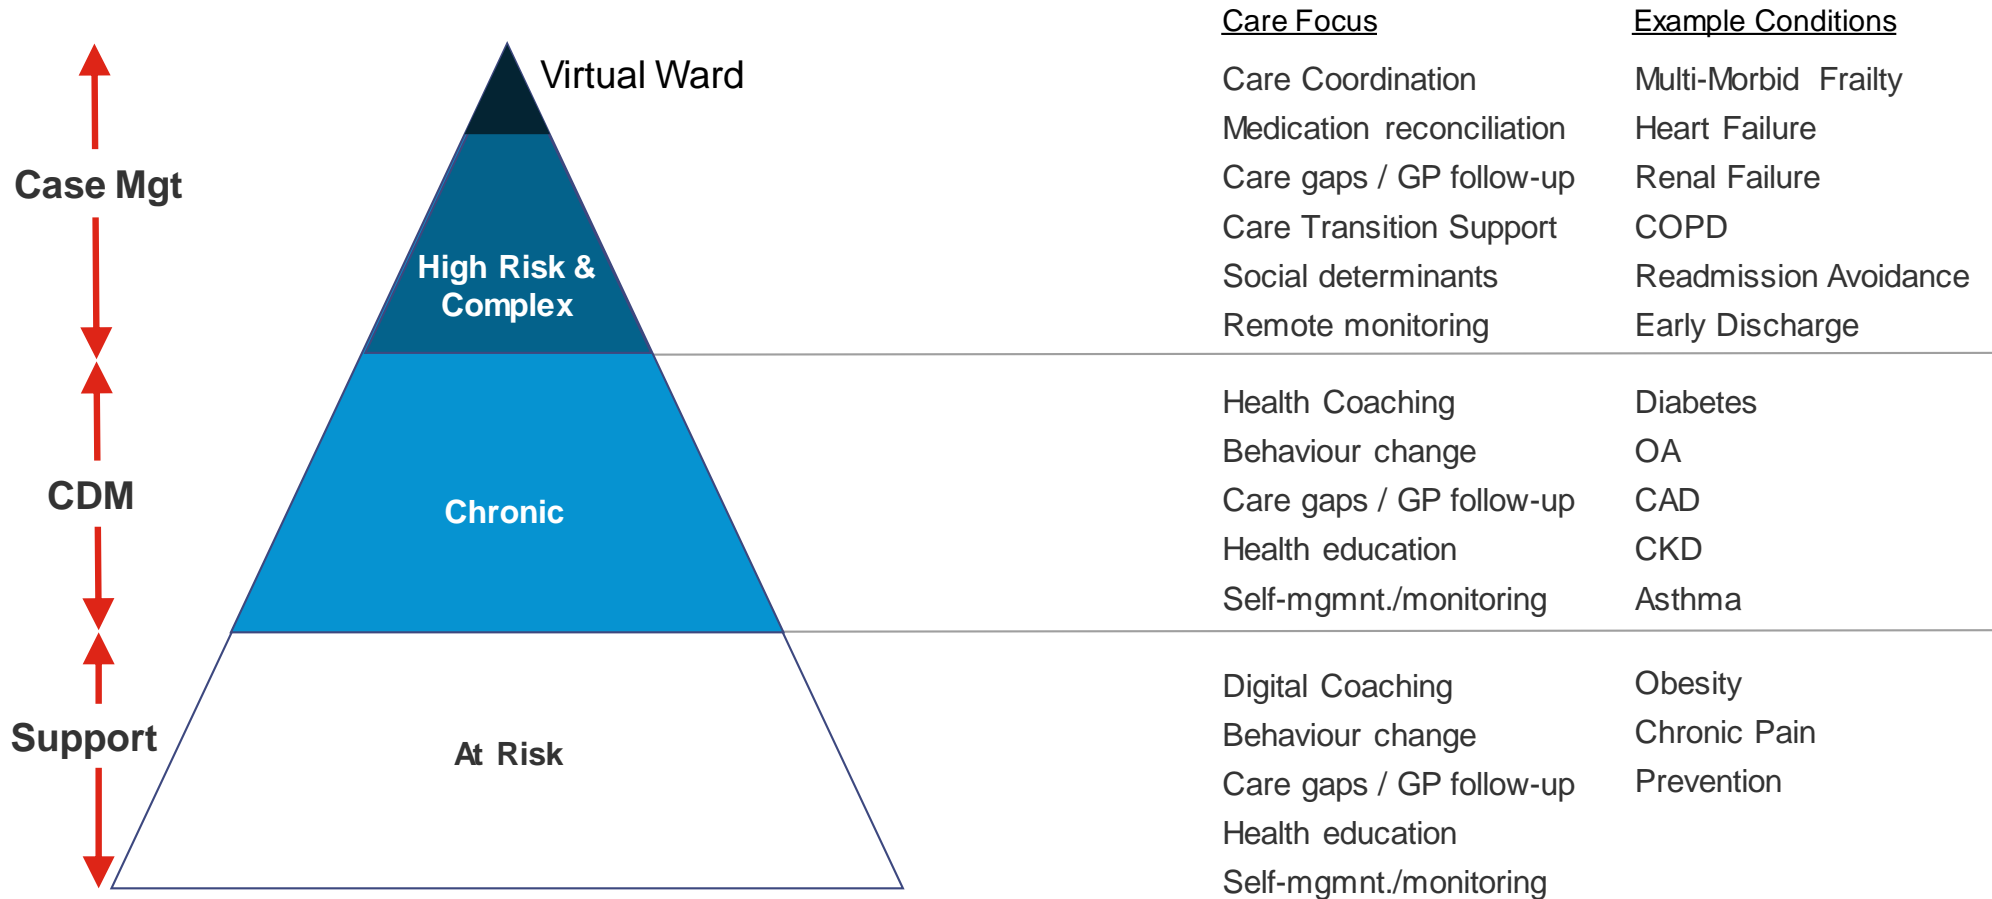 Care Focus
Example Conditions
Virtual Ward
Case Mgt
High Risk &
Complex
Care Coordination
Medication reconciliation
Care gaps / GP follow-up
Care Transition Support
Social determinants
Remote monitoring
Multi-Morbid Frailty
Heart Failure
Renal Failure
COPD
Readmission Avoidance
Early Discharge
CDM
Chronic
Health Coaching
Behaviour change
Care gaps / GP follow-up
Health education
Self-mgmnt./monitoring
Diabetes
OA
CAD
CKD
Asthma
Support
At Risk
Digital Coaching
Behaviour change
Care gaps / GP follow-up
Health education
Self-mgmnt./monitoring
Obesity
Chronic Pain
Prevention